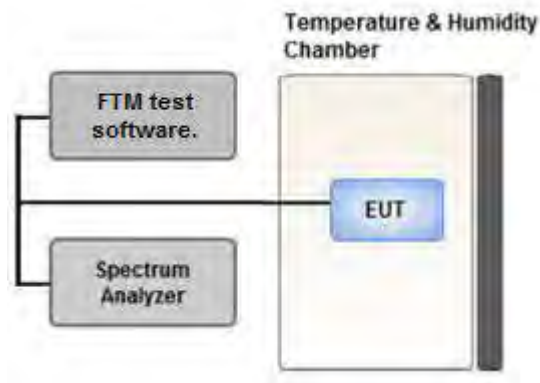 Temperature & Humidity
Chamber
FTM test
software.
EUT
Spectrum
Analyzer